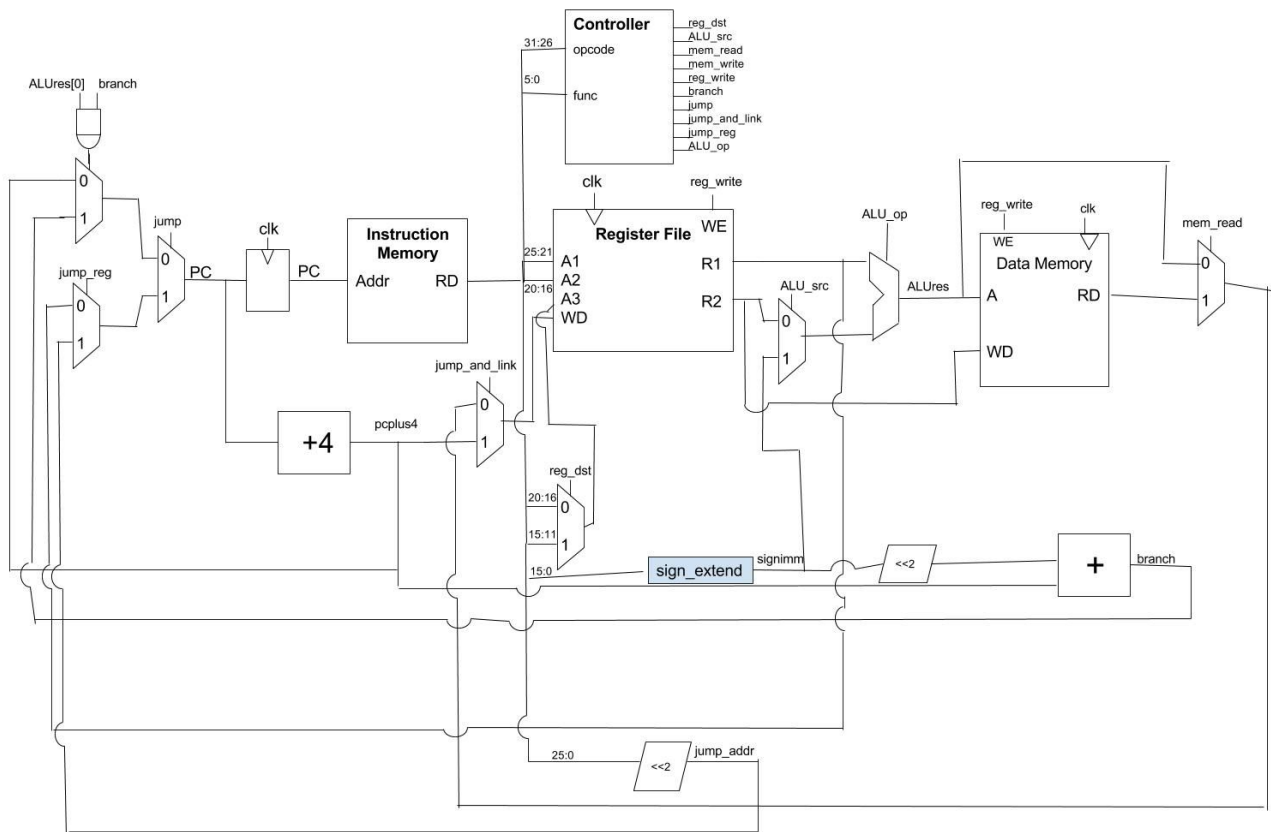 Controller
31:26
opcode
5:0
func
reg_dst
ALU_src
mem_read
mem_write
reg_write
branch
jump
jump_and_link
jump_reg
ALU_op
ALUres[0]
branch
0
1
jump
0
1
jump_reg
0
1
PC
clk
PC
Instruction
Memory
Addr
RD
clk
reg_write
Register File
WE
25:21
A1
A2
20:16
A3
WD
R1
R2
ALU_src
0
1
ALU_op
ALUres
reg_write
clk
WE
Data Memory
A
RD
WD
mem_read
0
1
jump_and_link
0
1
+4
pcplus4
reg_dst
20:16
0
15:11
1
15:0
sign_extend
signimm
<<2
+
branch
25:0
<<2
jump_addr